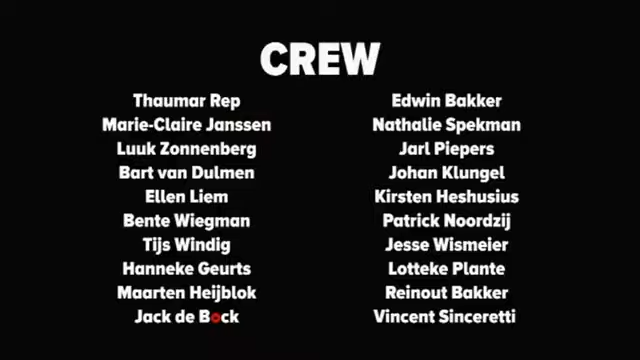 CREW
Thaumar Rep
Marie-Claire Janssen
Luuk Zonnenberg
Bart van Dulmen
Ellen Liem
Bente Wiegman
Tijs Windig
Hanneke Geurts
Maarten Heijblok
Jack de Bock
Edwin Bakker
Nathalie Spekman
Jarl Piepers
Johan Klungel
Kirsten Heshusius
Patrick Noordzij
Jesse Wismeier
Lotteke Plante
Reinout Bakker
Vincent Sinceretti